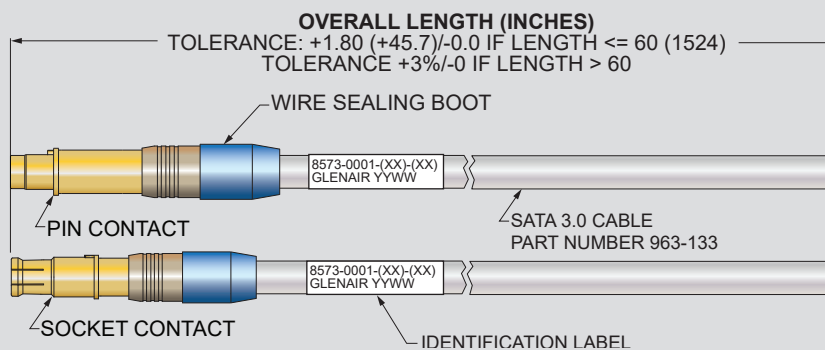 OVERALL LENGTH (INCHES)
TOLERANCE: +1.80 (+45.7)/-0.0 IF LENGTH <= 60 (1524)
TOLERANCE +3%/-0 IF LENGTH > 60
WIRE SEALING BOOT
8573-0001-(XX)-(XX)
GLENAIR YYWW
PIN CONTACT
SATA 3.0 CABLE
PART NUMBER 963-133
8573-0001-(XX)-(XX)
GLENAIR YYWW
SOCKET CONTACT
IDENTIFICATION LABEL